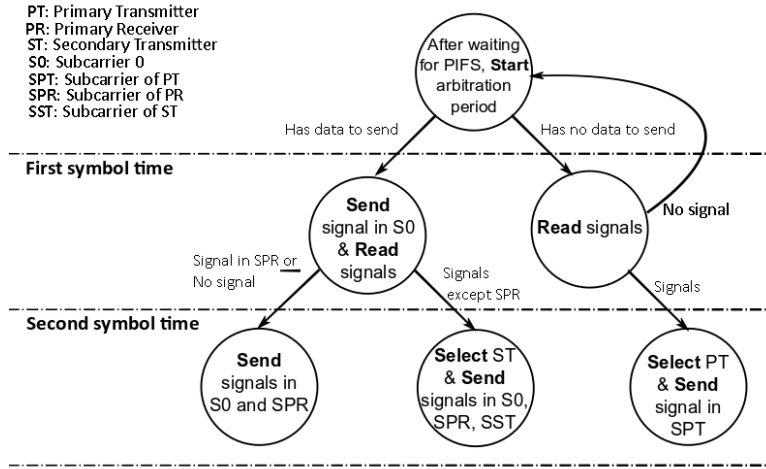 PT: Primary Transmitter
PR: Primary Receiver
ST: Secondary Transmitter
S0: Subcarrier 0
SPT: Subcarrier of PT
SPR: Subcarrier of PR
SST: Subcarrier of ST
After waiting
for PIFS, Start
arbitration
period
Has data to send
Has no data to send
First symbol time
Send
signal in S0
& Read
signals
Read signals
No signal
Signal in SPR or
No signal
Signals
except SPR
Signals
Second symbol time
Send
signals in
S0 and SPR
Select ST
& Send
signals in S0,
SPR, SST
Select PT
& Send
signal in
SPT